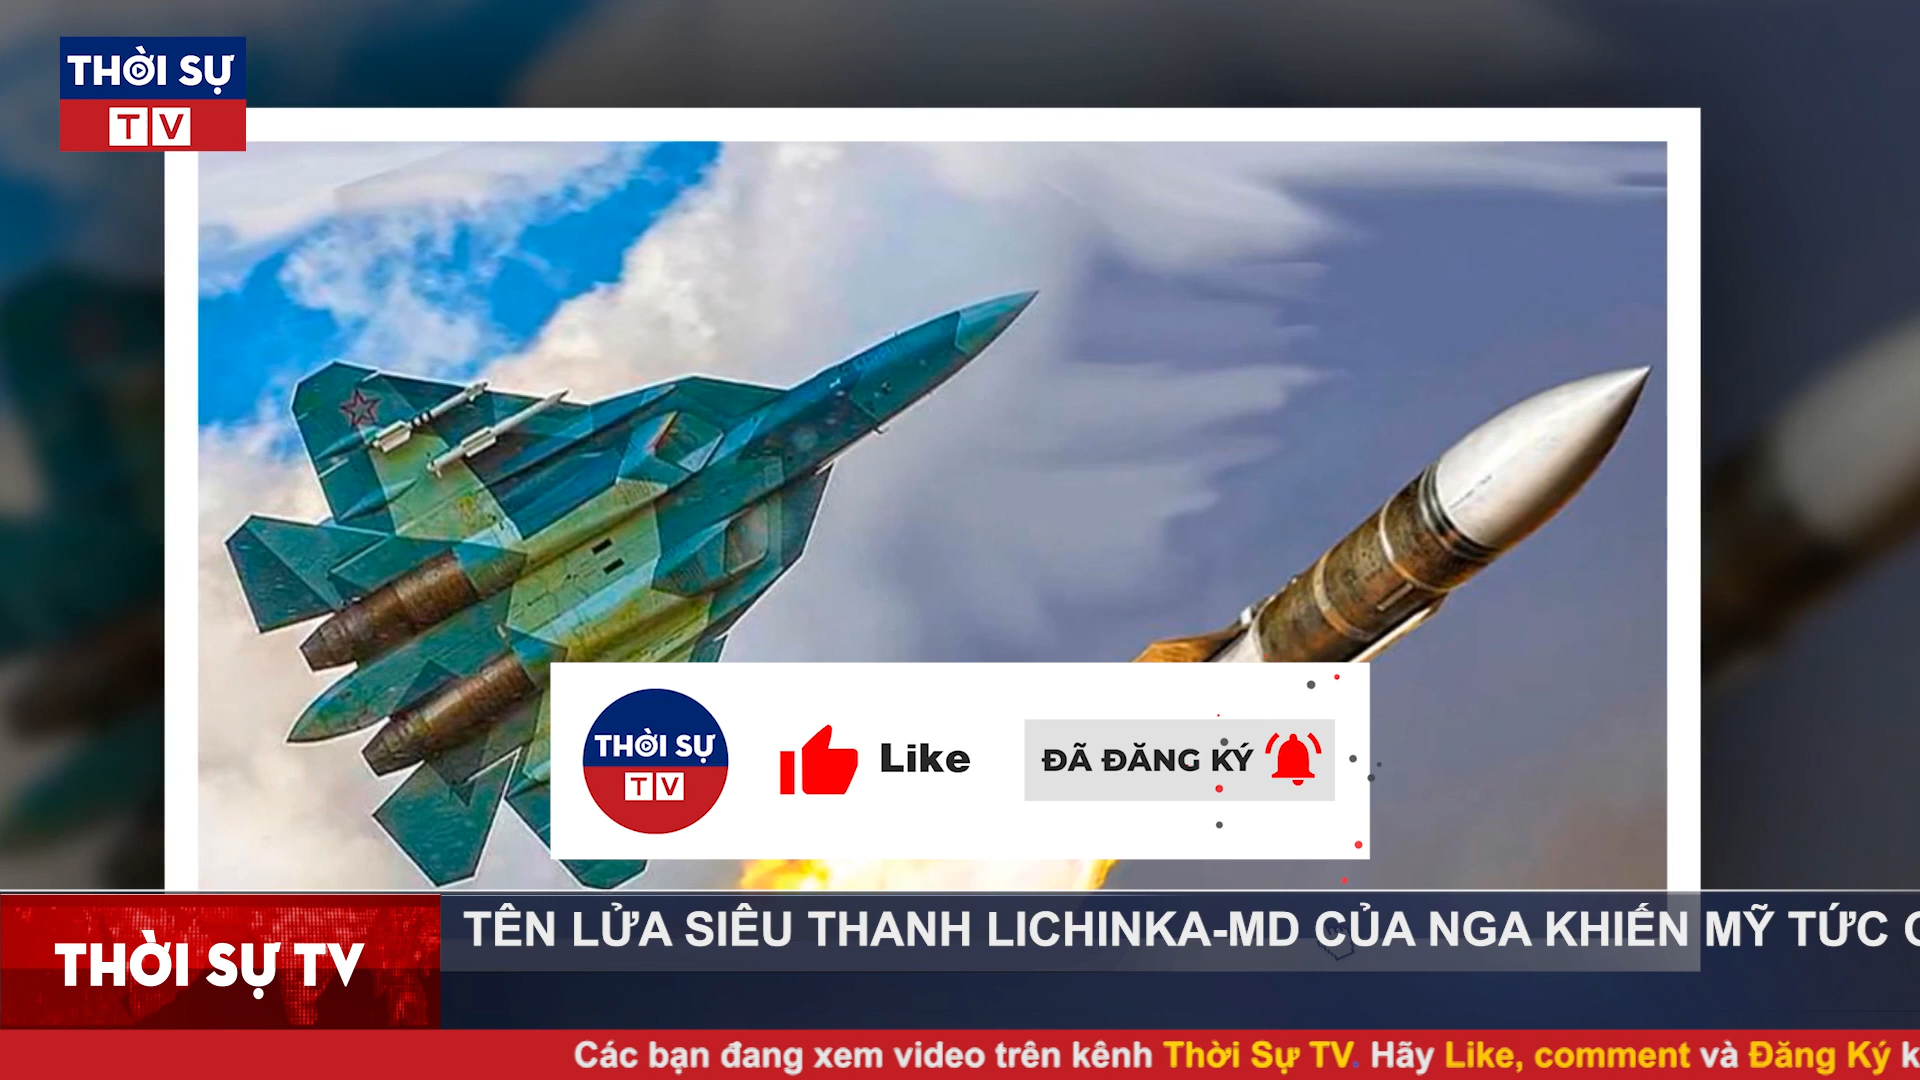 THỜI SỰ
TV
THỜI SỰ
TV
Like
ĐÃ ĐĂNG KÝ
TÊN LỬA SIÊU THANH LICHINKA-MD CỦA NGA KHIẾN MỸ TỨC
THỜI SỰ TV
Các bạn đang xem video trên kênh Thời Sự TV. Hãy Like, comment và Đăng Ký k